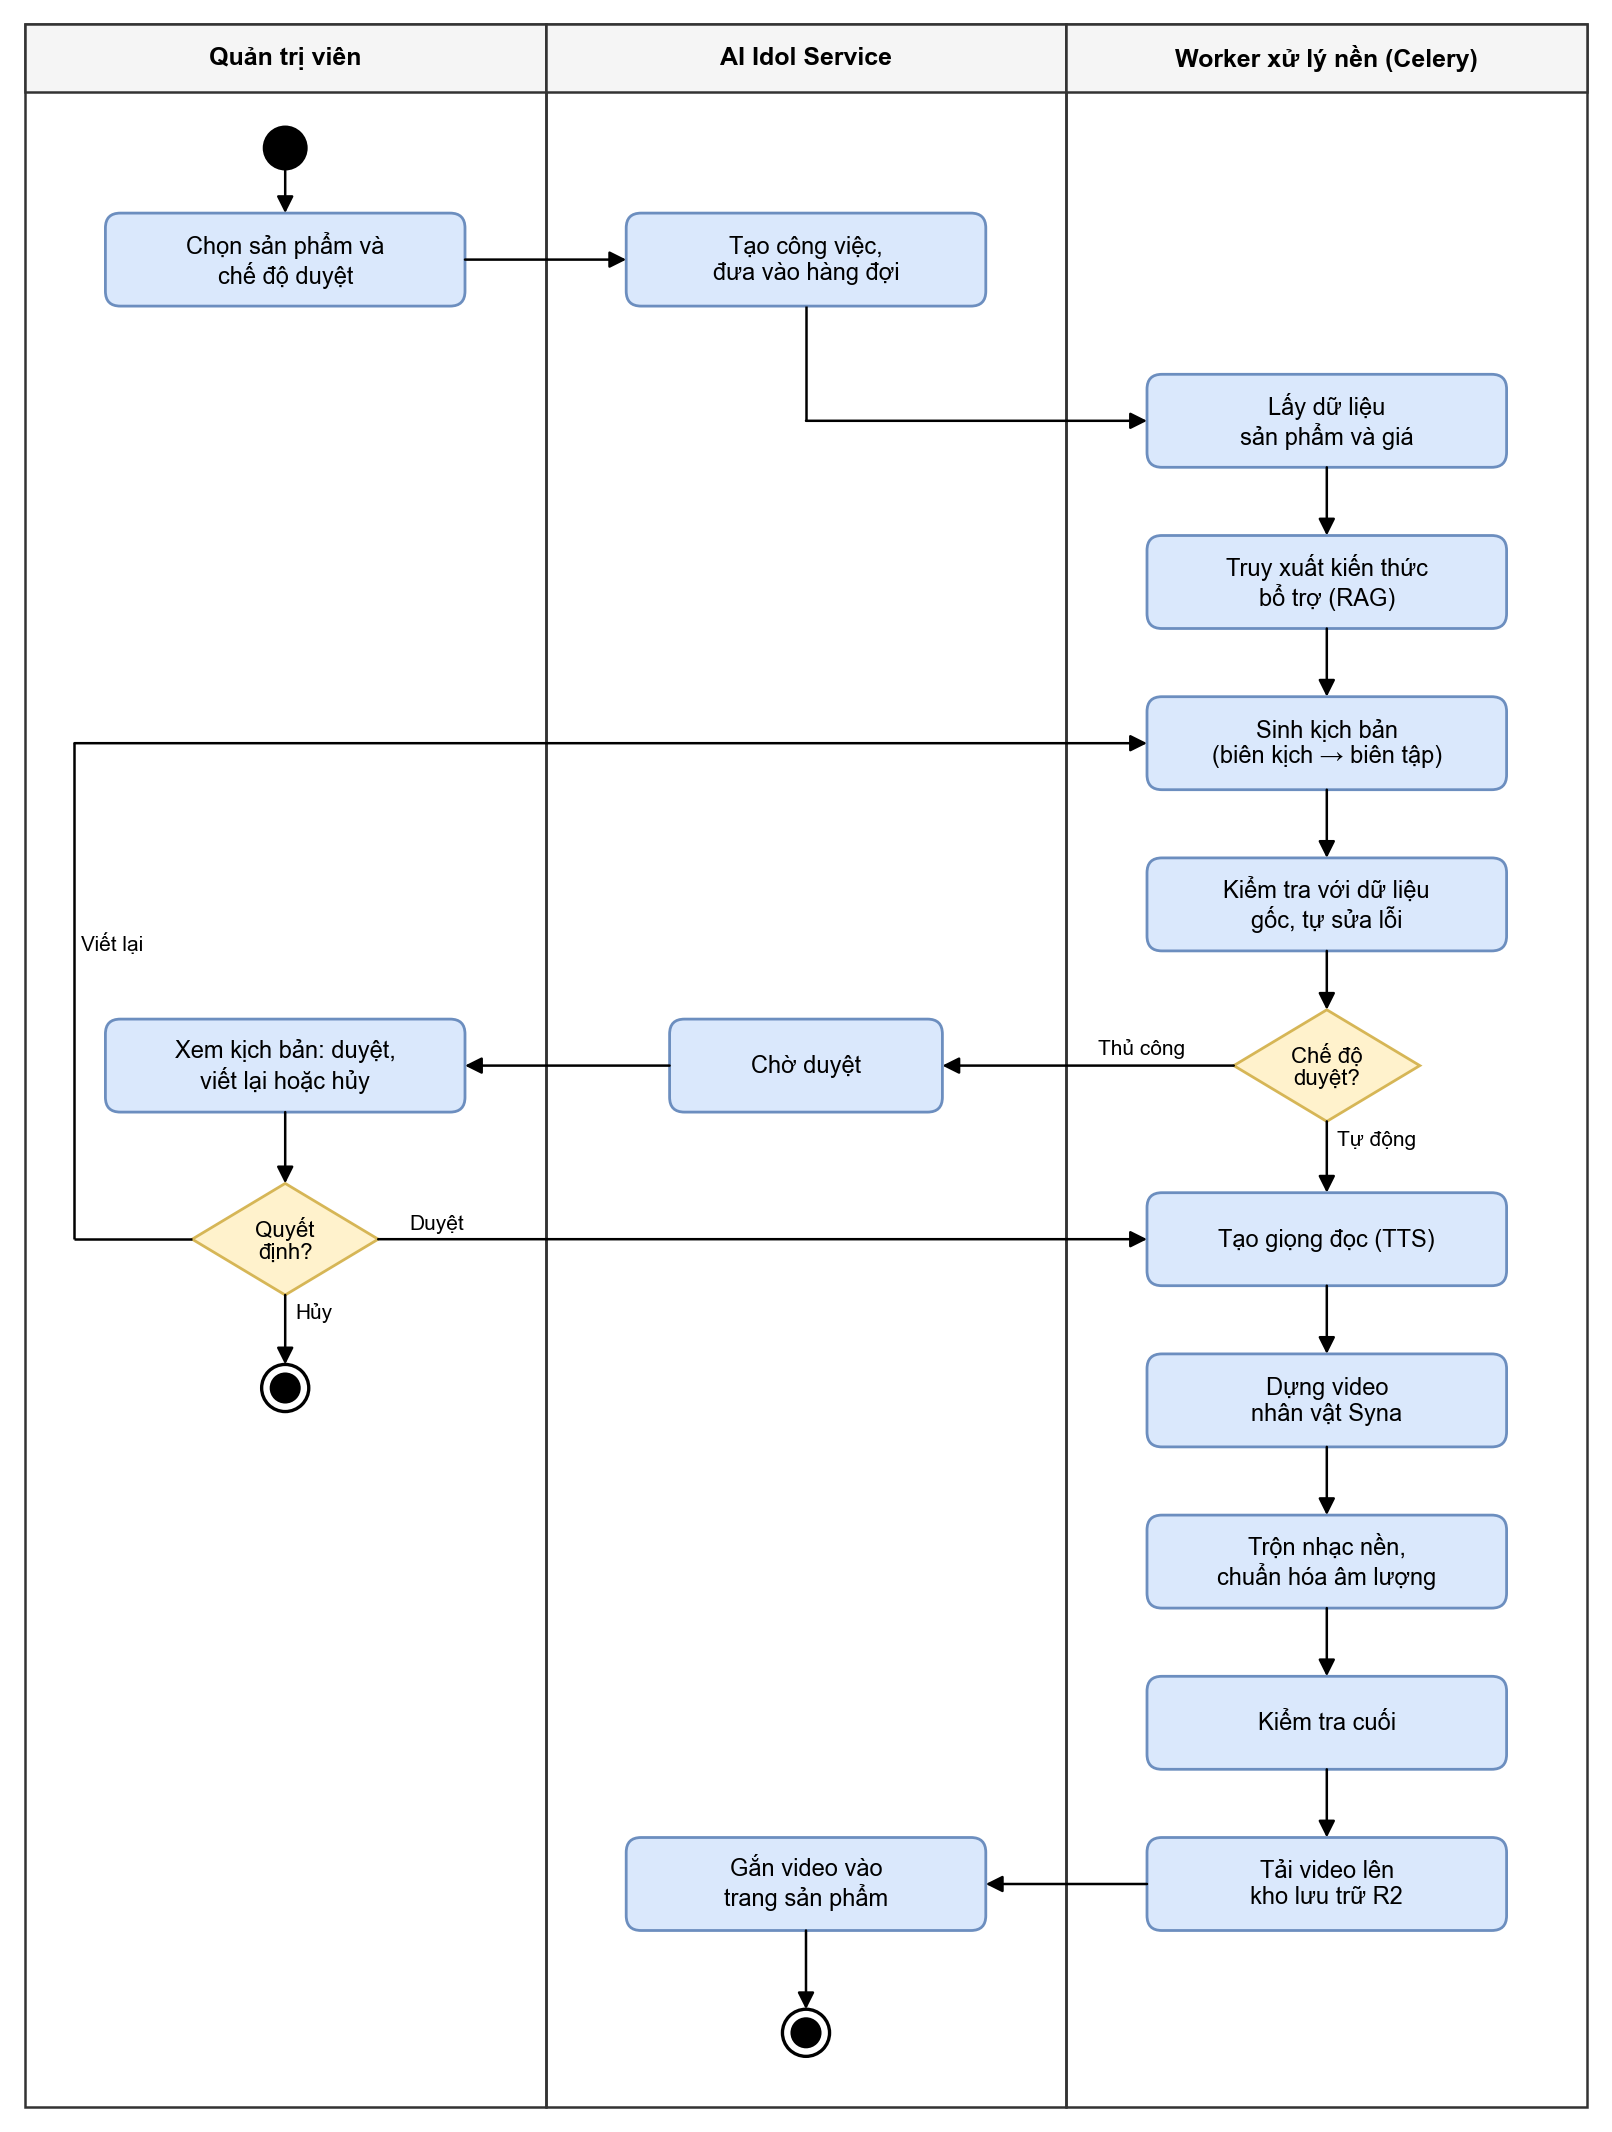 Quản trị viên
AI Idol Service
Worker xử lý nền (Celery)
Chọn sản phẩm và
chế độ duyệt
Tạo công việc,
đưa vào hàng đợi
Lấy dữ liệu
sản phẩm và giá
Truy xuất kiến thức
bổ trợ (RAG)
Sinh kịch bản
(biên kịch → biên tập)
Kiểm tra với dữ liệu
gốc, tự sửa lỗi
Viết lại
Xem kịch bản: duyệt,
viết lại hoặc hủy
Chờ duyệt
Thủ công
Chế độ
duyệt?
Tự động
Quyết
định?
Duyệt
Tạo giọng đọc (TTS)
Hủy
Dựng video
nhân vật Syna
Trộn nhạc nền,
chuẩn hóa âm lượng
Kiểm tra cuối
Gắn video vào
trang sản phẩm
Tải video lên
kho lưu trữ R2